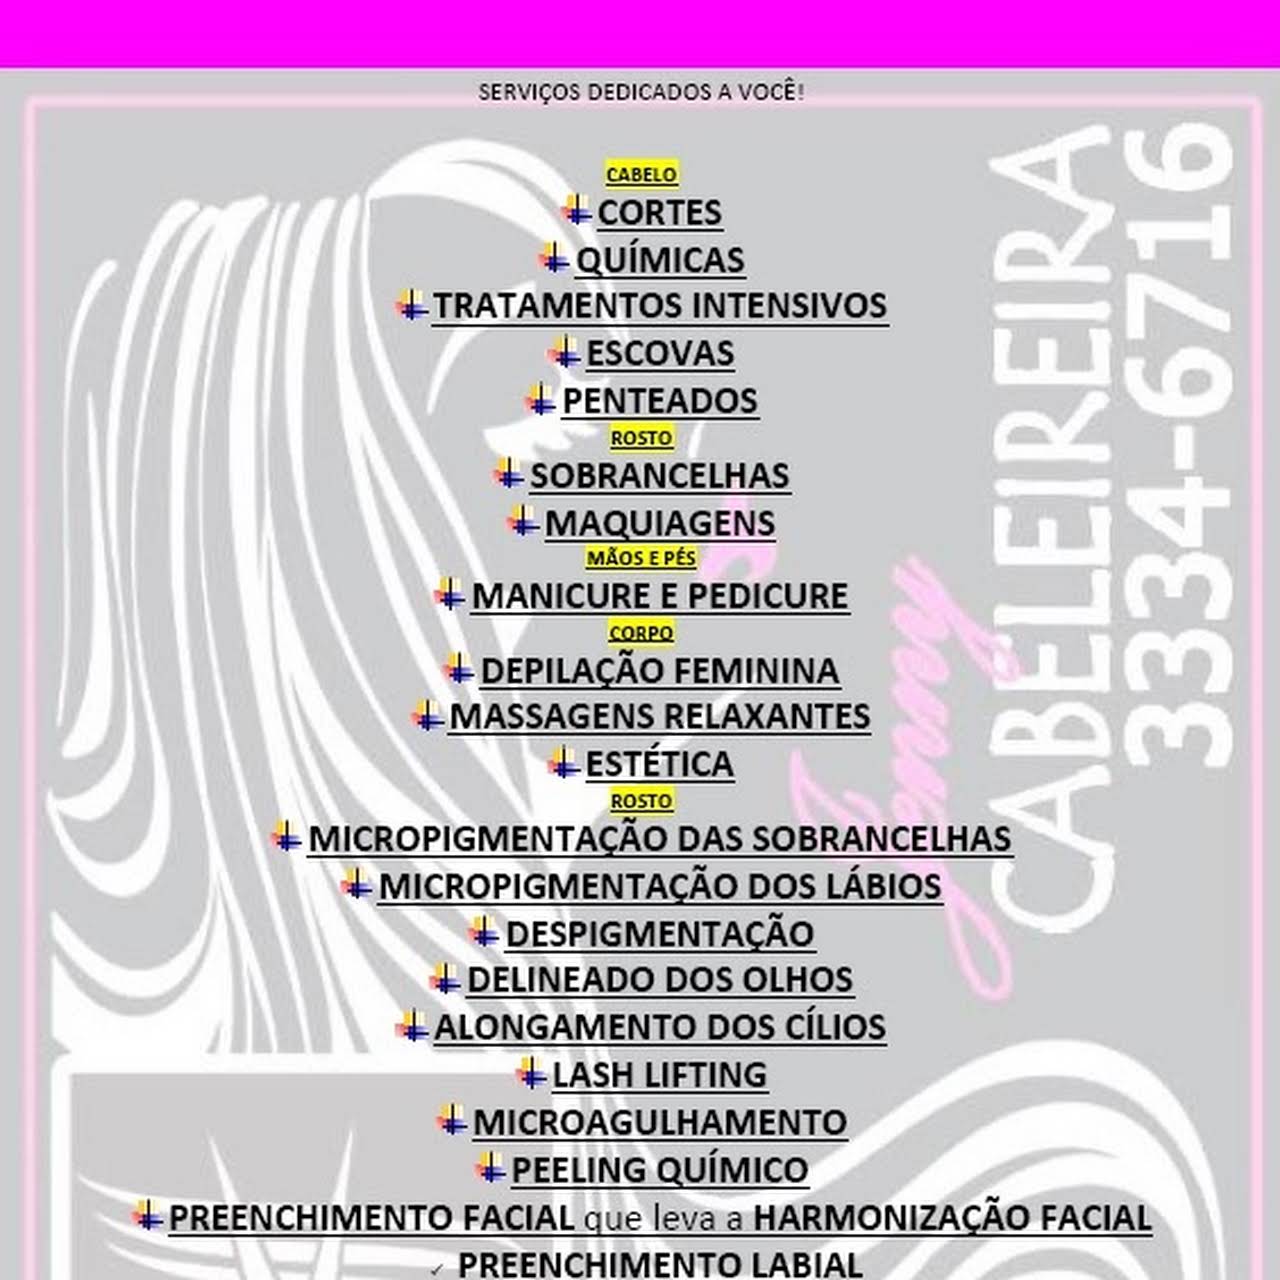 SERVIÇOS DEDICADOS A VOCÊ!
CABELO
CORTES
QUÍMICAS
TRATAMENTOS INTENSIVOS
ESCOVAS
PENTEADOS
ROSTO
SOBRANCELHAS
MAQUIAGENS
MÃOS E PÉS
MANICURE E PEDICURE
CORPO
DEPILAÇÃO FEMININA
MASSAGENS RELAXANTES
ESTÉTICA
ROSTO
MICROPIGMENTAÇÃO DAS SOBRANCELHAS
MICROPIGMENTAÇÃO DOS LÁBIOS
DESPIGMENTAÇÃO
DELINEADO DOS OLHOS
ALONGAMENTO DOS CÍLIOS
LASH LIFTING
MICROAGULHAMENTO
PEELING QUÍMICO
PREENCHIMENTO FACIAL que leva a HARMONIZAÇÃO FACIAL
✓ PREENCHIMENTO LABIAL
CABELEIREIRA
3334-6716